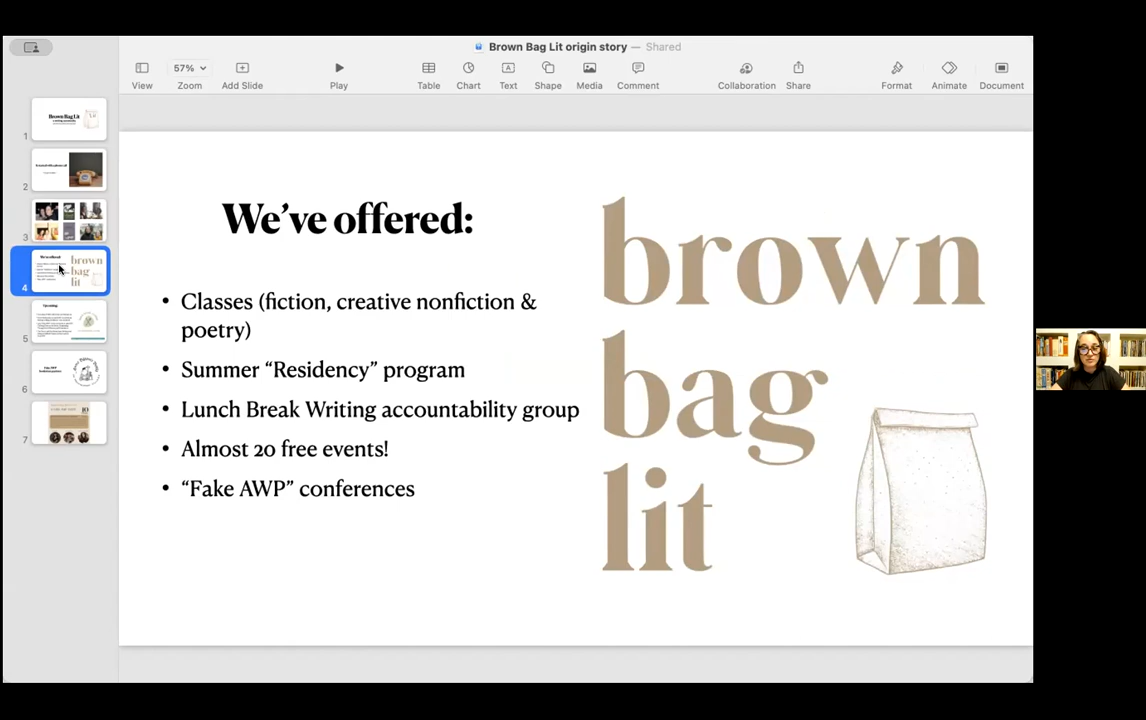 Brown Bag Lit origin story — Shared
57%
View
Zoom
Add Slide
Play
Table
Chart
Text
Shape
Media
Comment
Collaboration
Share
Format
Animate
Document
1
2
3
4
5
6
7
We've offered:
• Classes (fiction, creative nonfiction &
poetry)
• Summer “Residency” program
• Lunch Break Writing accountability group
• Almost 20 free events!
• “Fake AWP” conferences
brown
bag
lit